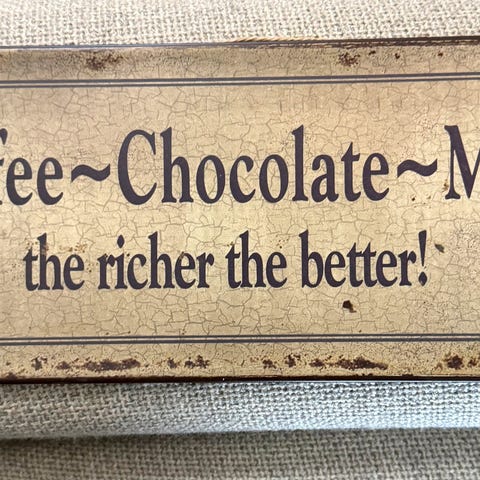 fee~Chocolate~M
the richer the better!